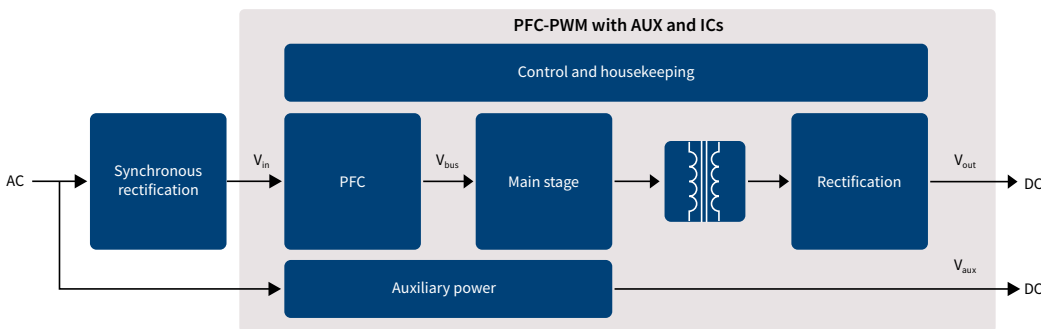 PFC-PWM with AUX and ICs
Control and housekeeping
AC
Synchronous
rectification
Vin
PFC
Vbus
Main stage
Rectification
Vout
DC
Auxiliary power
Vaux
DC